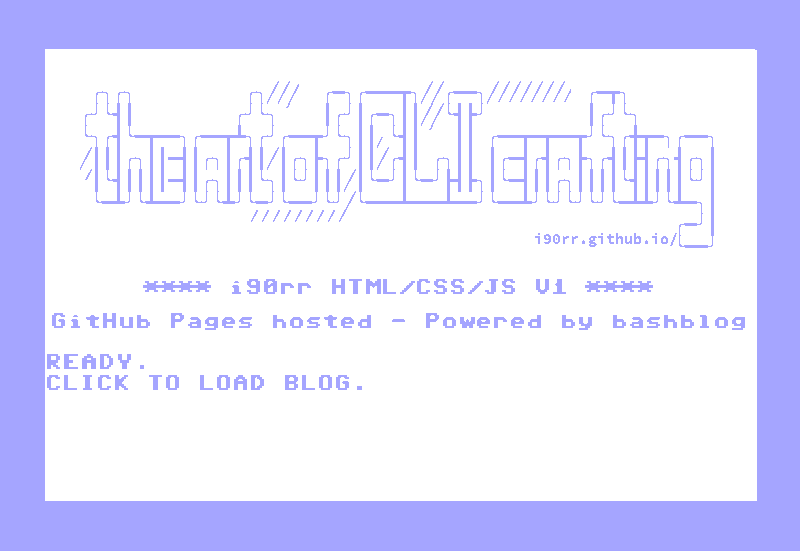 the art of CLI crafting
i90rr.github.io/
**** i90rr HTML/CSS/JS V1 ****
GitHub Pages hosted - Powered by bashblog
READY.
CLICK TO LOAD BLOG.